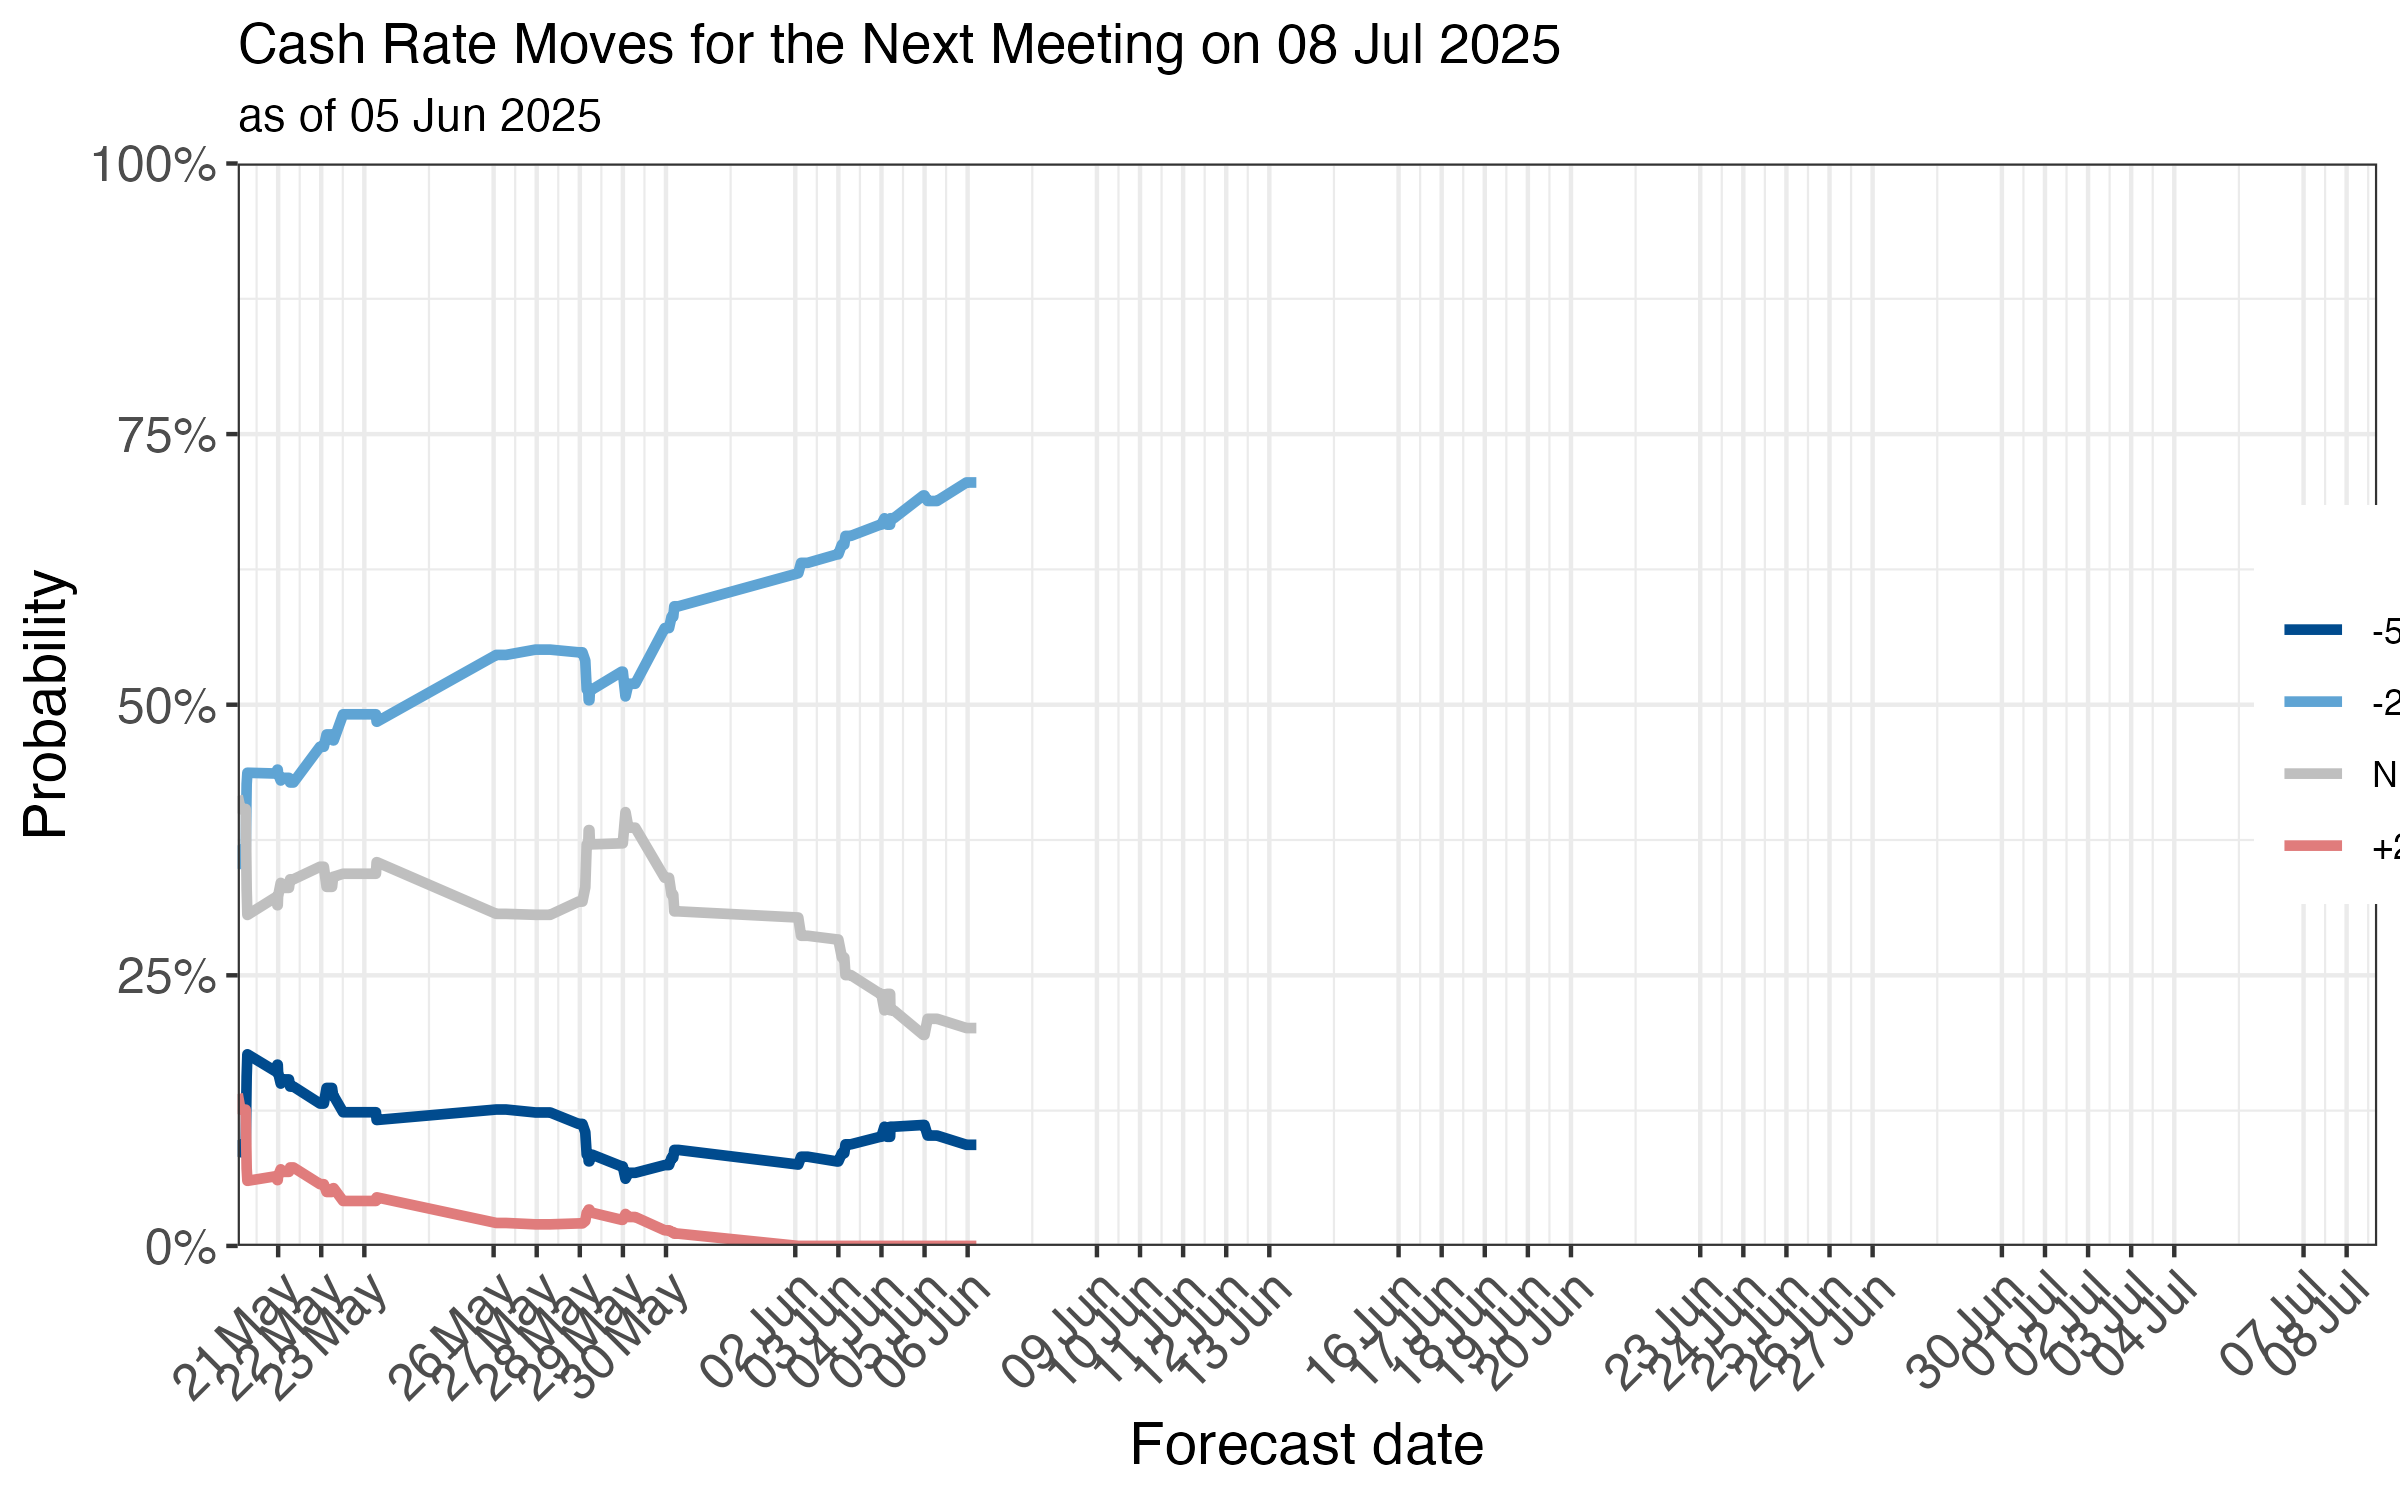 Cash Rate Moves for the Next Meeting on 08 Jul 2025
as of 05 Jun 2025
100%
75%
50%
25%
0%
Probability
-5
-2
N
+2
21 May
22 May
23 May
26 May
27 May
28 May
29 May
30 May
02 Jun
03 Jun
04 Jun
05 Jun
06 Jun
09 Jun
10 Jun
11 Jun
12 Jun
13 Jun
16 Jun
17 Jun
18 Jun
19 Jun
20 Jun
23 Jun
24 Jun
25 Jun
26 Jun
27 Jun
30 Jun
01 Jul
02 Jul
03 Jul
04 Jul
07 Jul
08 Jul
Forecast date